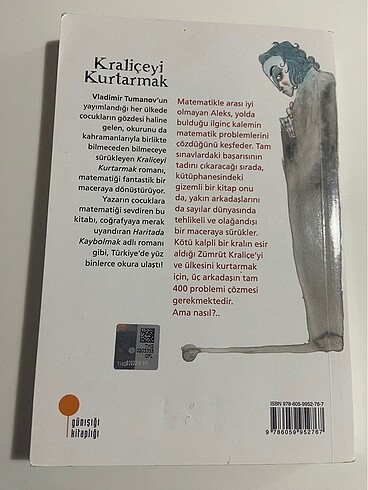 Kraliçeyi
Kurtarmak
Vladimir Tumanov'un
yayımlandığı her ülkede
çocukların gözdesi haline
gelen, okurunu da
kahramanlarıyla birlikte
bilmeceden bilmeceye
sürükleyen Kraliçeyi
Kurtarmak romanı,
matematiği fantastik bir
maceraya dönüştürüyor.
Yazarın çocuklara
matematiği sevdiren bu
kitabı, coğrafyaya merak
uyandıran Haritada
Kaybolmak adlı romanı
gibi, Türkiye'de yüz
binlerce okura ulaştı!
Matematikle arası iyi
olmayan Aleks, yolda
bulduğu ilginç kalemin
matematik problemlerini
çözdüğünü keşfeder. Tam
sınavlardaki başarısının
tadını çıkaracağı sırada,
kütüphanesindeki
gizemli bir kitap onu
da, yakın arkadaşlarını
da sayılar dünyasında
tehlikeli ve olağandışı
bir maceraya sürükler.
Kötü kalpli bir kralın esir
aldığı Zümrüt Kraliçe'yi
ve ülkesini kurtarmak
için, üç arkadaşın tam
400 problemi çözmesi
gerekmektedir.
Ama nasıl?..
günışığı
kitaplığı
ISBN 978-605-9952-76-7
9 786059 952767